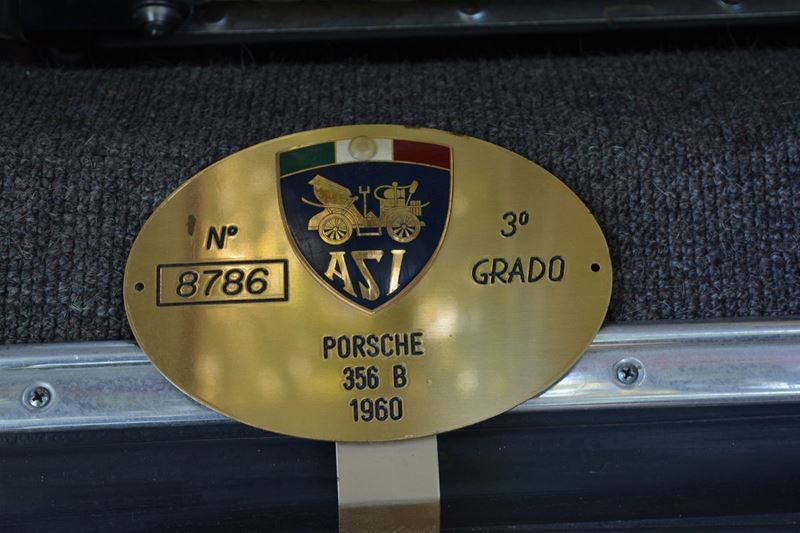 Nº
8786
ASI
3º
GRADO
PORSCHE
356 B
1960